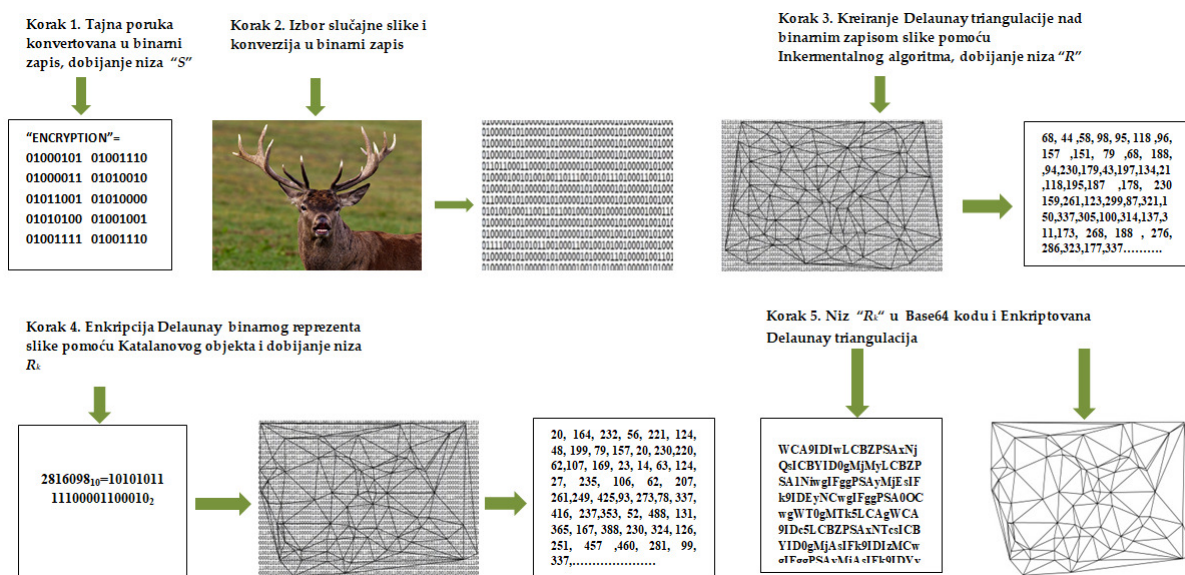 Korak 1. Tajna poruka
konvertovana u binarni
zapis, dobijanje niza “S”
“ENCRYPTION”=
01000101 01001110
01000011 01010010
01011001 01010000
01010100 01001001
01001111 01001110
Korak 2. Izbor slučajne slike i
konverzija u binarni zapis
Korak 3. Kreiranje Delaunay triangulacije nad
binarnim zapisom slike pomoću
Inkermentalnog algoritma, dobijanje niza “R”
68, 44 ,58, 98, 95, 118 ,96,
157 ,151, 79 ,68, 188,
,94,230,179,43,197,134,21
,118,195,187 ,178, 230
159,261,123,299,87,321,1
50,337,305,100,314,137,3
11,173, 268, 188 , 276,
286,323,177,337……….
Korak 4. Enkripcija Delaunay binarnog reprezenta
slike pomoću Katalanovog objekta i dobijanje niza
Rk
2816098₁₀=10101011
11100001100010₂
20, 164, 232, 56, 221, 124,
48, 199, 79, 157, 20, 230,220,
62,107, 169, 23, 14, 63, 124,
27, 235, 106, 62, 207,
261,249, 425,93, 273,78, 337,
416, 237,353, 52, 488, 131,
365, 167, 388, 230, 324, 126,
251, 457 ,460, 281, 99,
337,………………….
Korak 5. Niz “Rk“ u Base64 kodu i Enkriptovana
Delaunay triangulacija
WCA9IDIwLCBZPSAxNj
QsICBYID0gMjMyLCBZP
SA1NiwgIFggPSAyMjEsIF
k9IDEyNCwgIFggPSA0OC
wgWT0gMTk5LCAgWCA
9IDc5LCBZPSAxNTcsICB
YID0gMjAsIFk9IDIzMCw